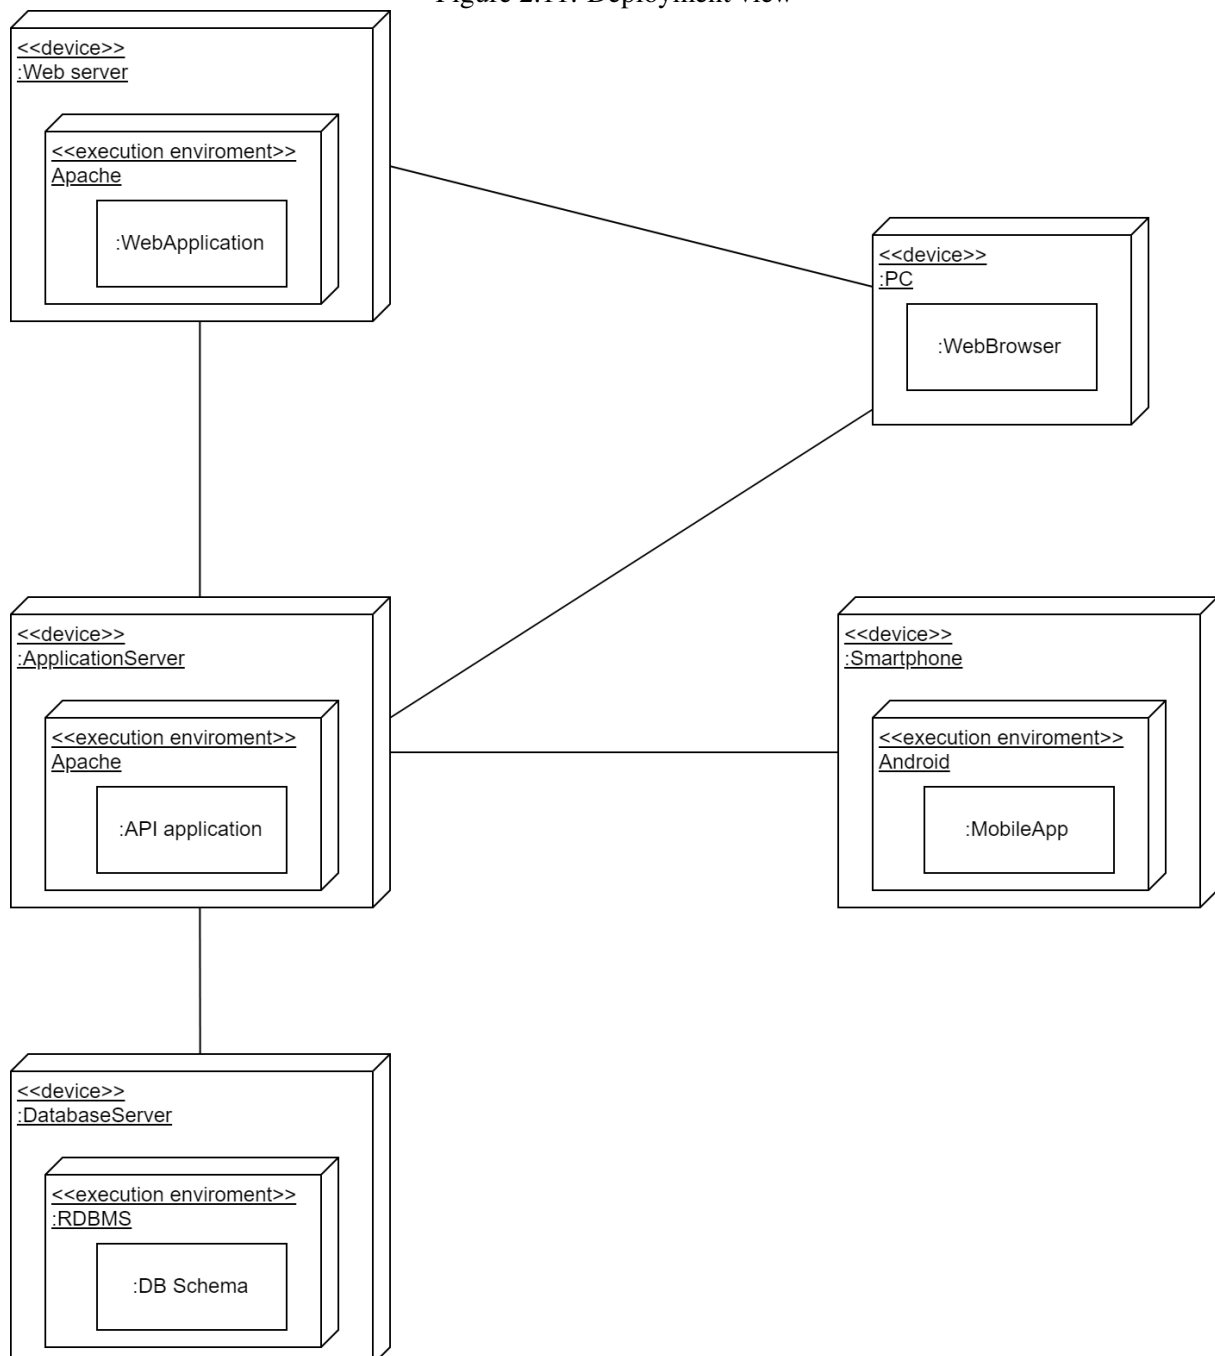 Figure 2.11: Deployment view
<<device>>
:Web server
<<execution enviroment>>
Apache
:WebApplication
<<device>>
:PC
:WebBrowser
<<device>>
:ApplicationServer
<<execution enviroment>>
Apache
:API application
<<device>>
:Smartphone
<<execution enviroment>>
Android
:MobileApp
<<device>>
:DatabaseServer
<<execution enviroment>>
:RDBMS
:DB Schema